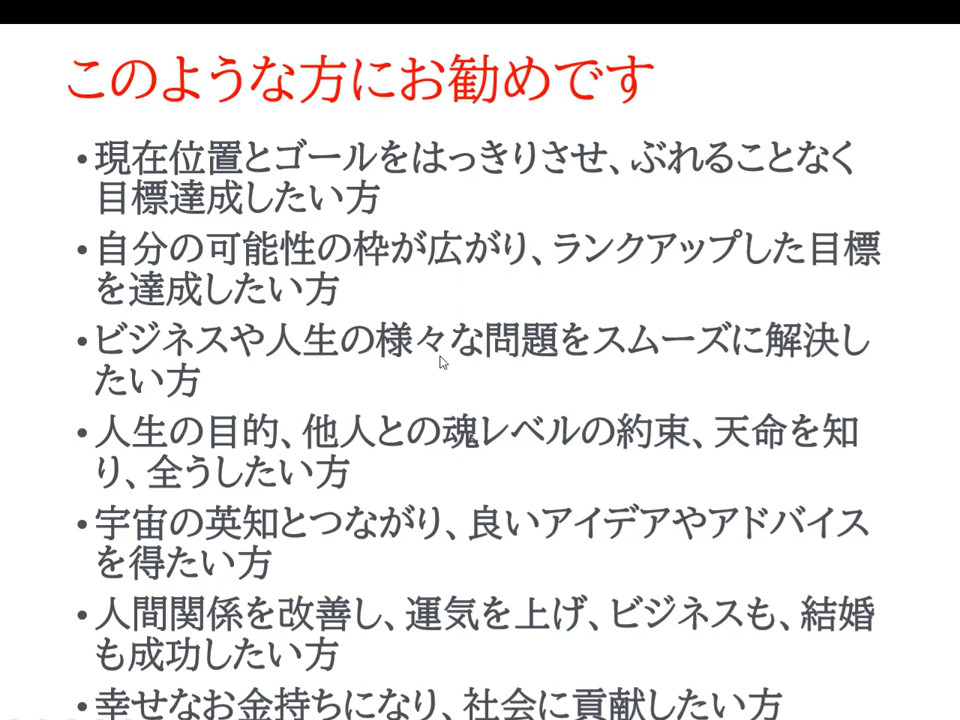 このような方にお勧めです
•現在位置とゴールをはっきりさせ、ぶれることなく
目標達成したい方
•自分の可能性の枠が広がり、ランクアップした目標
を達成したい方
•ビジネスや人生の様々な問題をスムーズに解決し
たい方
•人生の目的、他人との魂レベルの約束、天命を知
り、全うしたい方
•宇宙の英知とつながり、良いアイデアやアドバイス
を得たい方
•人間関係を改善し、運気を上げ、ビジネスも、結婚
も成功したい方
•幸せなお金持ちになり、社会に貢献したい方